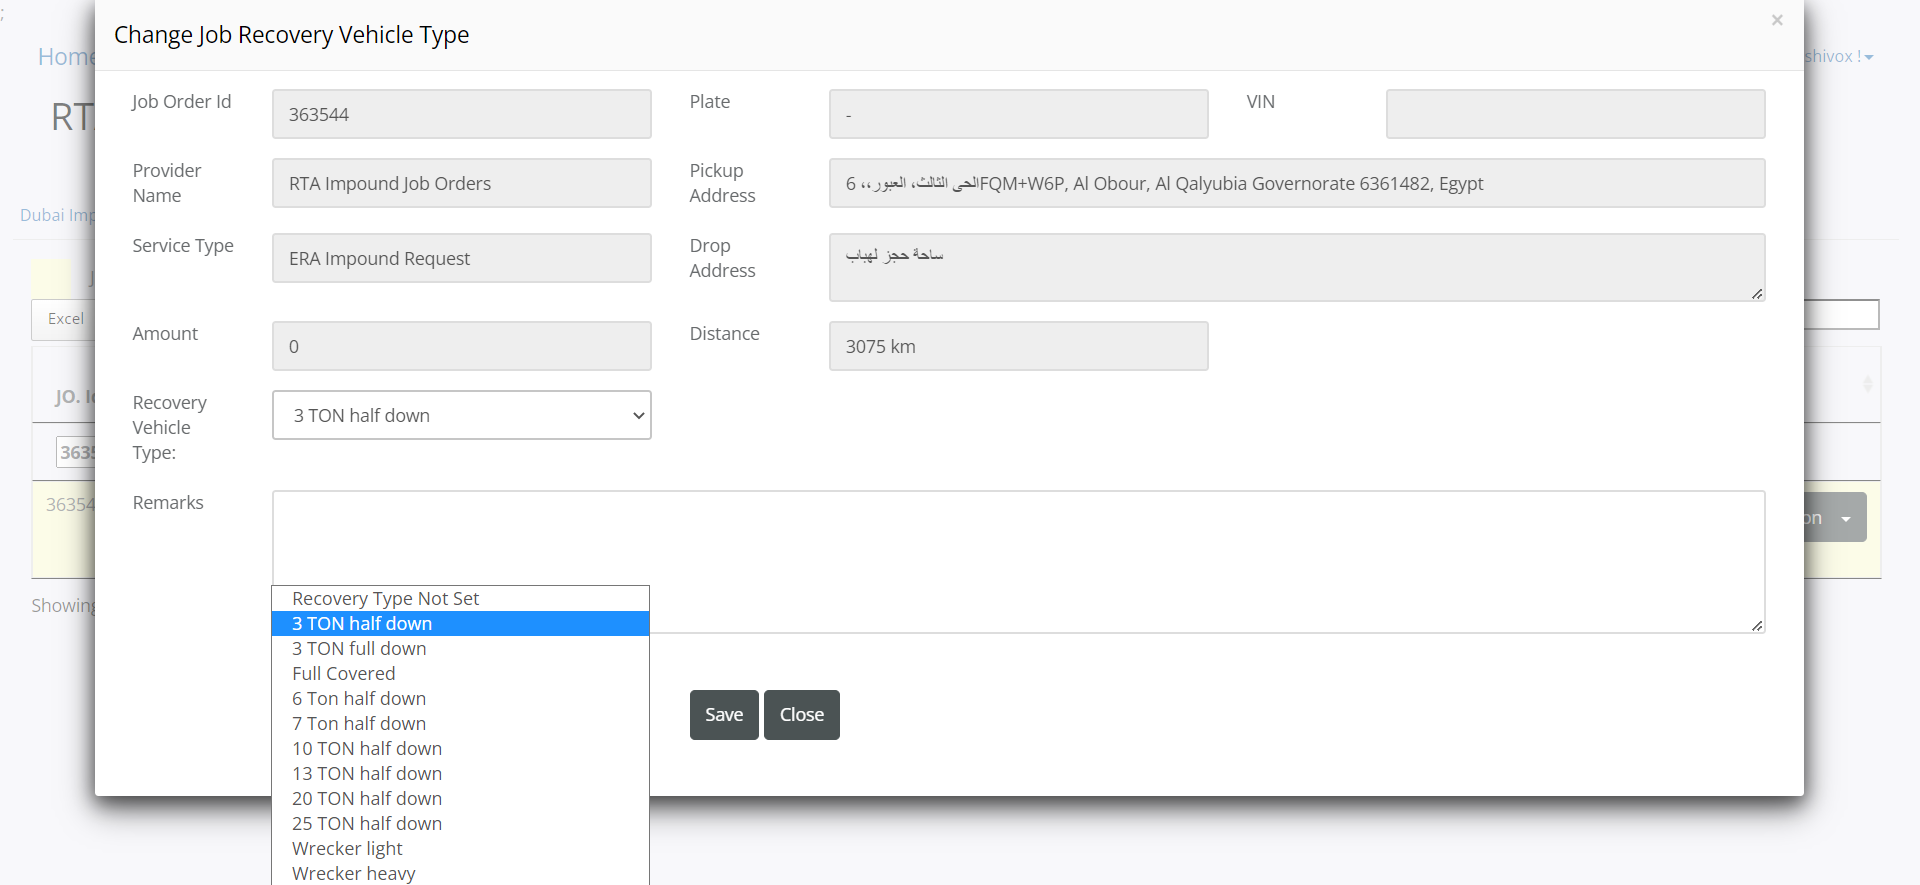 ;
Change Job Recovery Vehicle Type
×
Home
shivox !
RT
Job Order Id
363544
Plate
-
VIN
Provider
Name
RTA Impound Job Orders
Pickup
Address
6 ،،الحى الثالث، العبورFQM+W6P, Al Obour, Al Qalyubia Governorate 6361482, Egypt
Dubai Imp
Service Type
ERA Impound Request
Drop
Address
ساحة حجز لهباب
J
Excel
Amount
0
Distance
3075 km
JO. Id
Recovery
Vehicle
Type:
3 TON half down
3635
36354
Remarks
on
Showing
Recovery Type Not Set
3 TON half down
3 TON full down
Full Covered
6 Ton half down
7 Ton half down
10 TON half down
13 TON half down
20 TON half down
25 TON half down
Wrecker light
Wrecker heavy
Save
Close